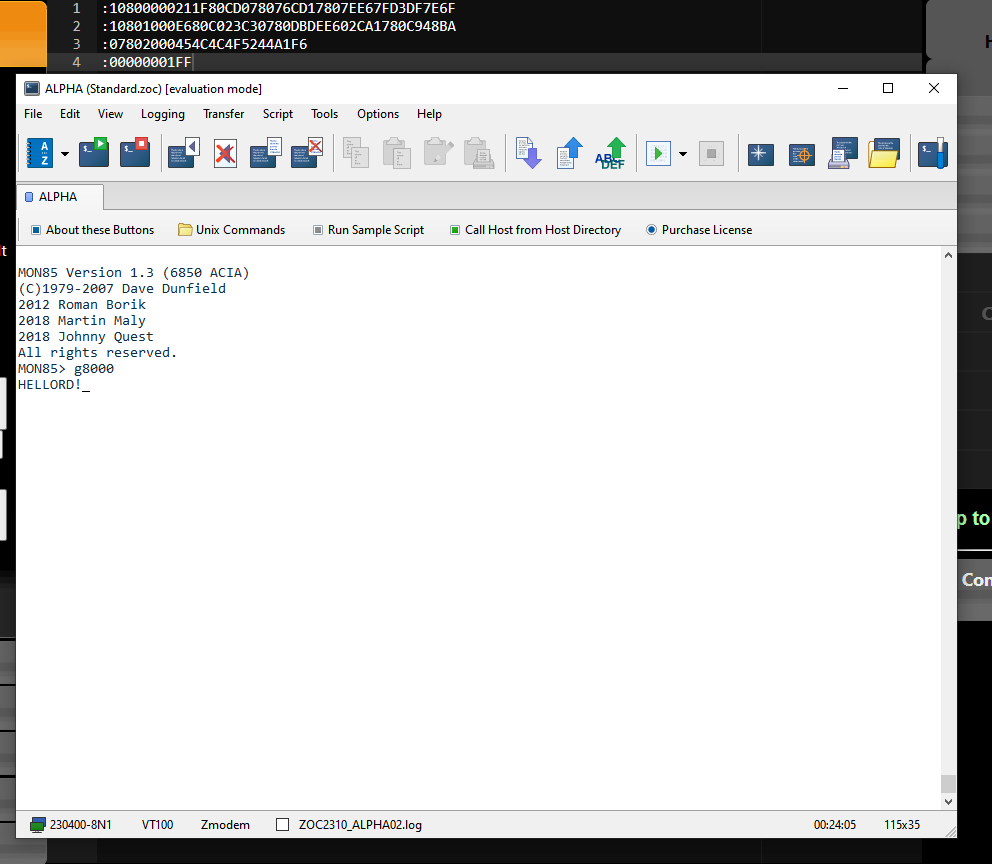 1 :10800000211F80CD078076CD17807EE67FD3DF7E6F
2 :10801000E680C023C30780DBDEE602CA1780C948BA
3 :07802000454C4C4F5244A1F6
4 :00000001FF
ALPHA (Standard.zoc) [evaluation mode]
File Edit View Logging Transfer Script Tools Options Help
ALPHA
About these Buttons Unix Commands Run Sample Script Call Host from Host Directory Purchase License
MON85 Version 1.3 (6850 ACIA)
(C)1979-2007 Dave Dunfield
2012 Roman Borik
2018 Martin Maly
2018 Johnny Quest
All rights reserved.
MON85> g8000
HELLORD!_
p to
Con
230400-8N1 VT100 Zmodem ZOC2310_ALPHA02.log 00:24:05 115x35